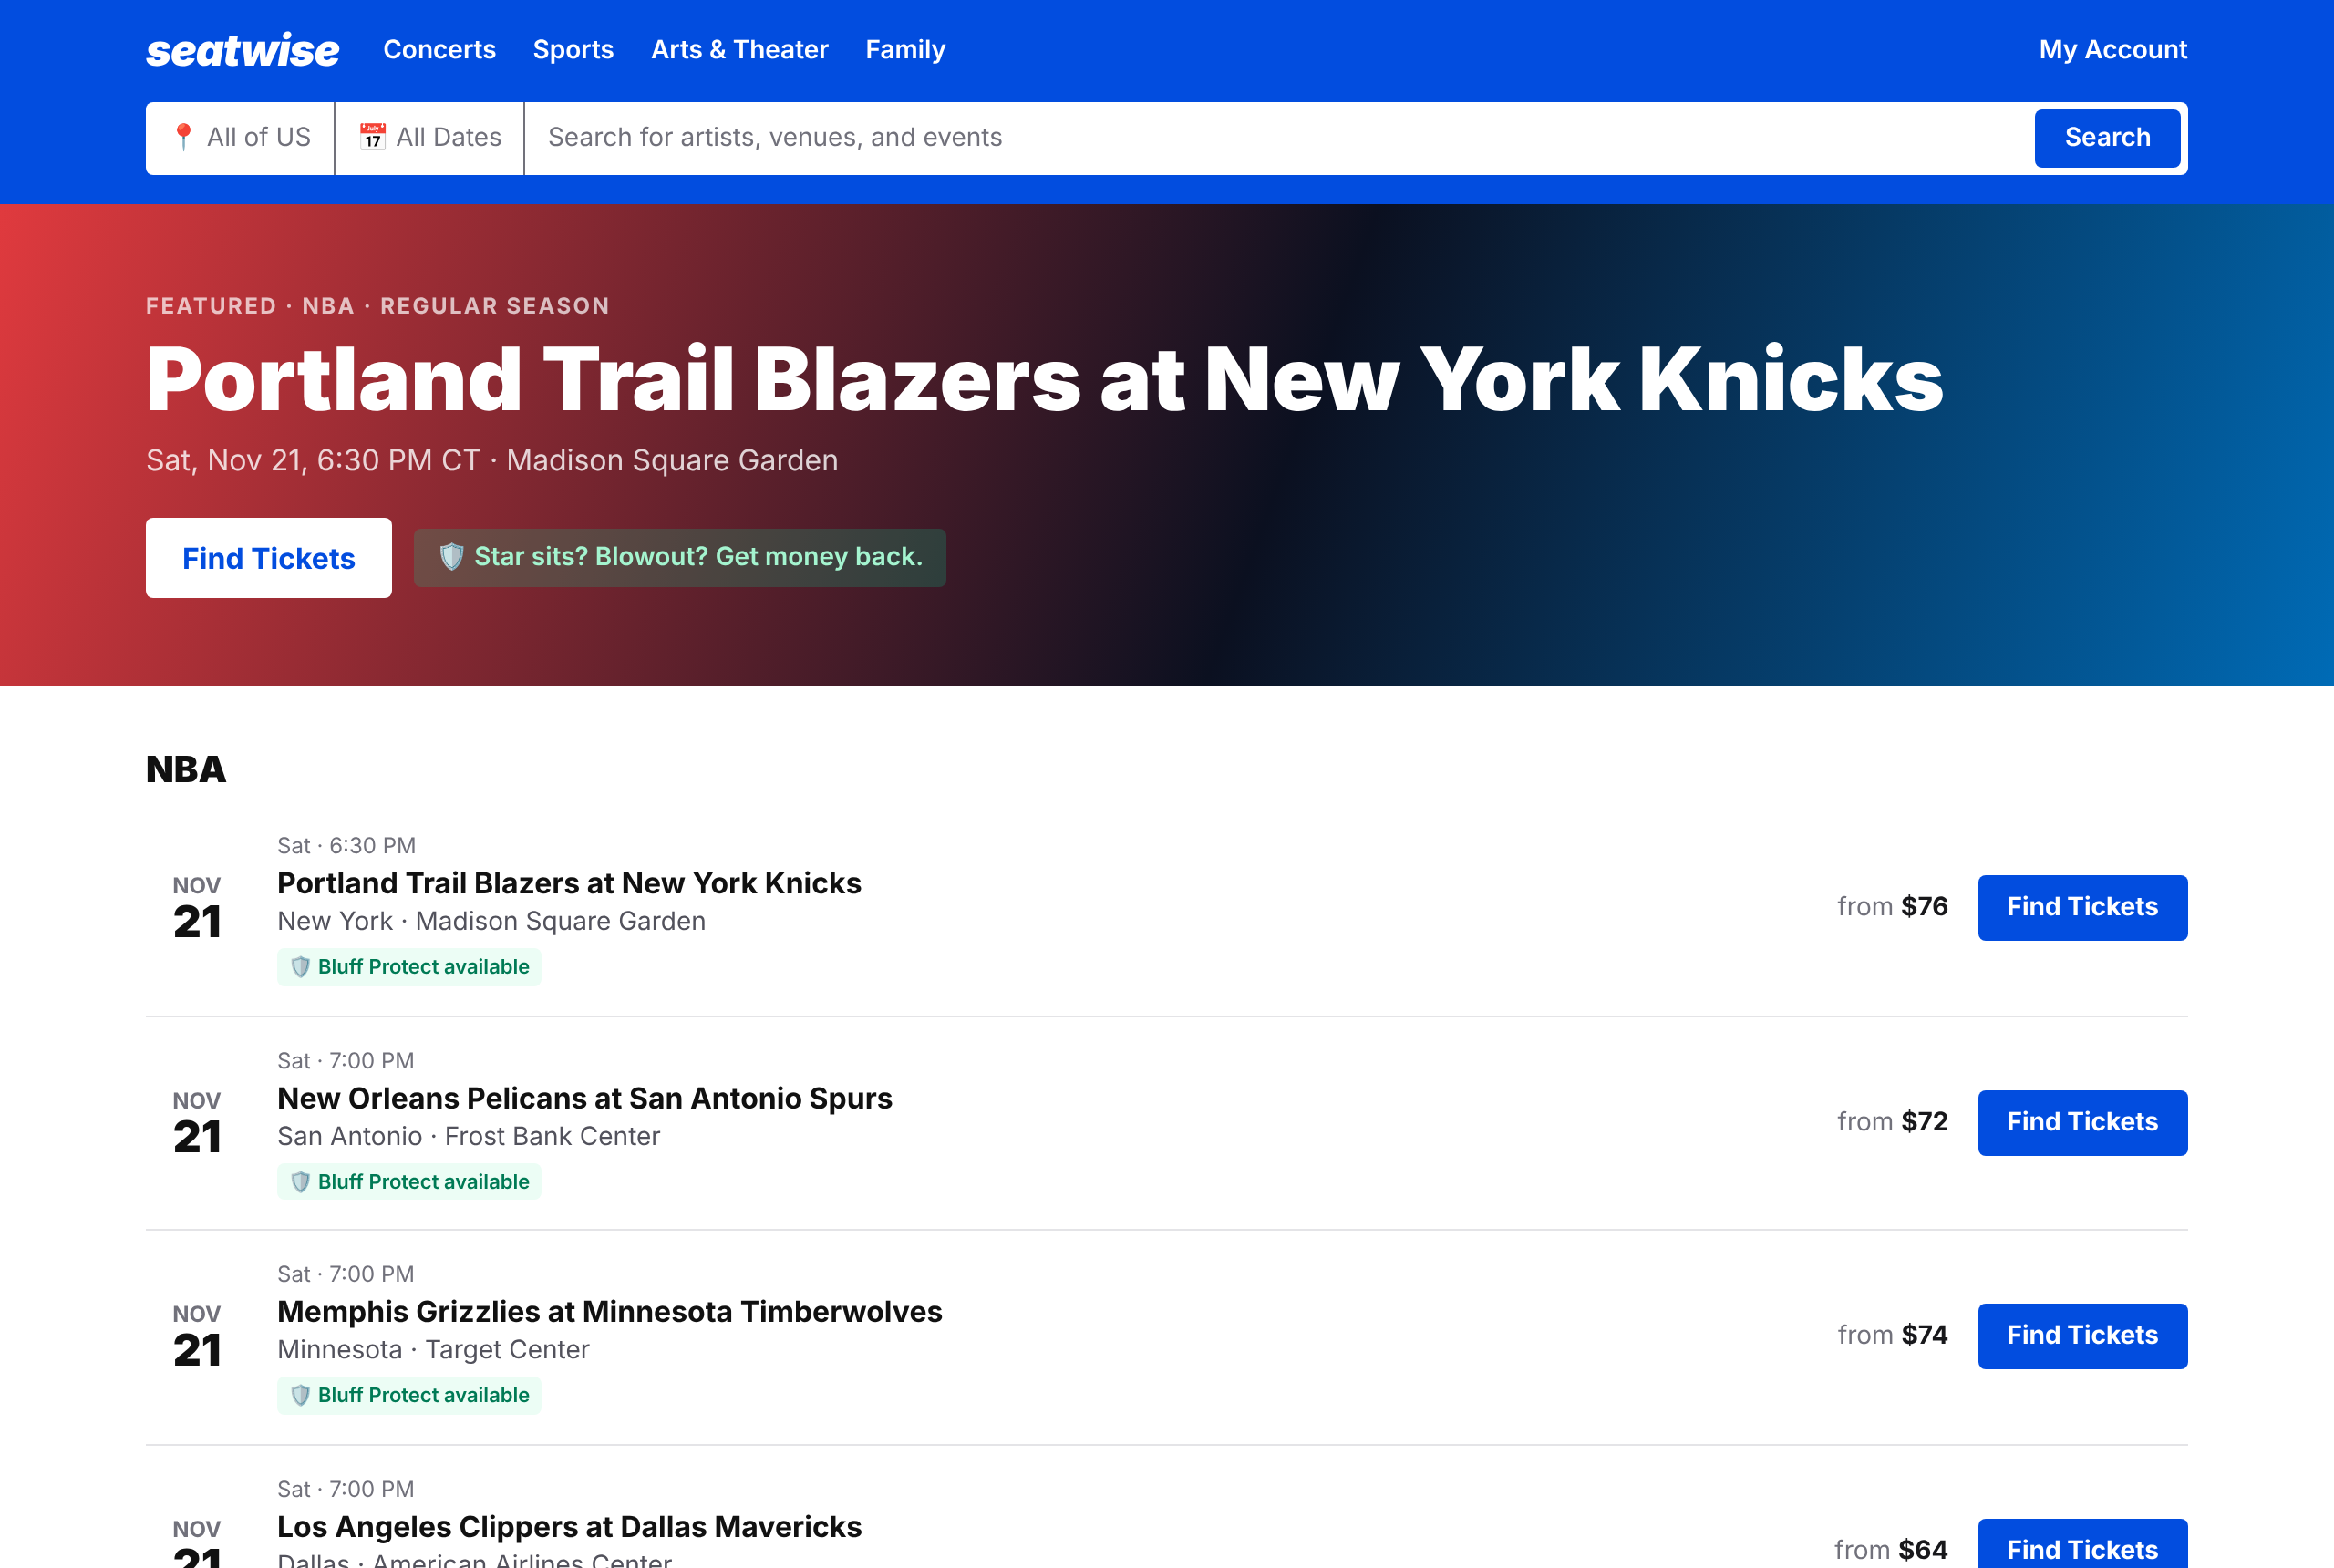 seatwise Concerts Sports Arts & Theater Family My Account
All of US All Dates Search for artists, venues, and events Search
FEATURED · NBA · REGULAR SEASON
Portland Trail Blazers at New York Knicks
Sat, Nov 21, 6:30 PM CT · Madison Square Garden
Find Tickets Star sits? Blowout? Get money back.
NBA
Sat · 6:30 PM
NOV
21
Portland Trail Blazers at New York Knicks
New York · Madison Square Garden
Bluff Protect available
from $76 Find Tickets
Sat · 7:00 PM
NOV
21
New Orleans Pelicans at San Antonio Spurs
San Antonio · Frost Bank Center
Bluff Protect available
from $72 Find Tickets
Sat · 7:00 PM
NOV
21
Memphis Grizzlies at Minnesota Timberwolves
Minnesota · Target Center
Bluff Protect available
from $74 Find Tickets
Sat · 7:00 PM
NOV
21
Los Angeles Clippers at Dallas Mavericks
Dallas · American Airlines Center
from $64 Find Tickets